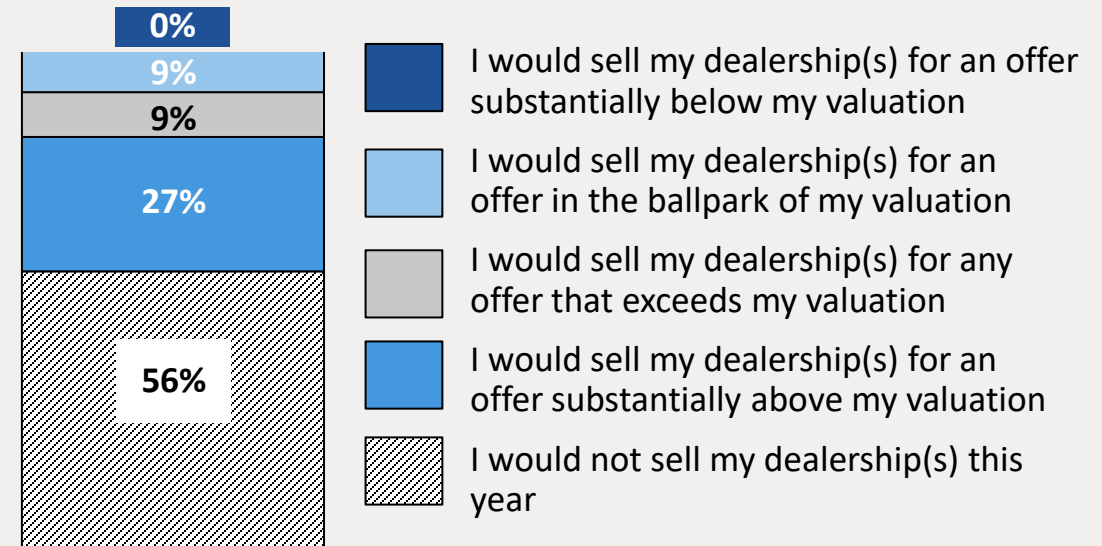 0%
9%
9%
27%
56%
I would sell my dealership(s) for an offer
substantially below my valuation
I would sell my dealership(s) for an
offer in the ballpark of my valuation
I would sell my dealership(s) for any
offer that exceeds my valuation
I would sell my dealership(s) for an
offer substantially above my valuation
I would not sell my dealership(s) this
year